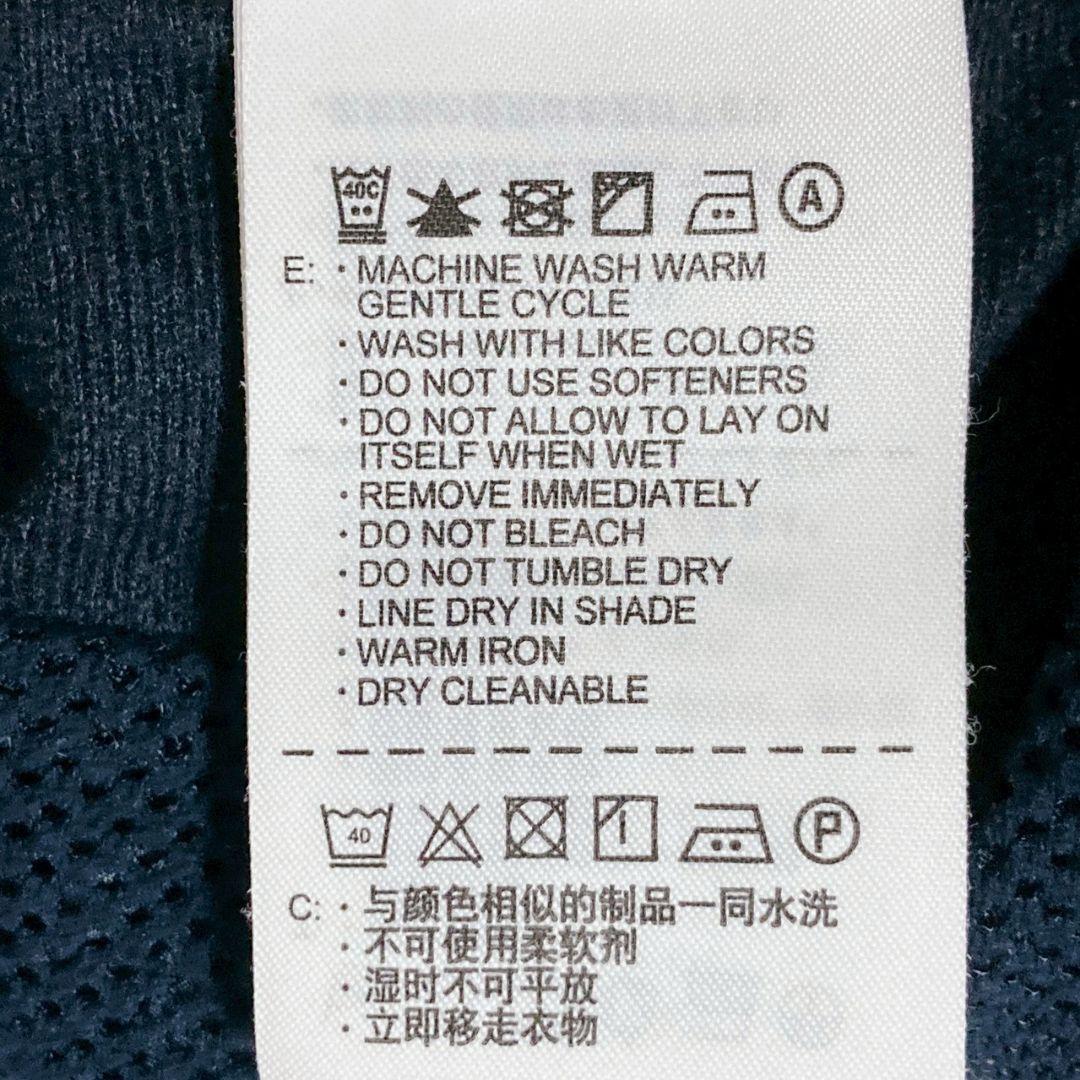 40C
A
E: · MACHINE WASH WARM
GENTLE CYCLE
· WASH WITH LIKE COLORS
· DO NOT USE SOFTENERS
· DO NOT ALLOW TO LAY ON
ITSELF WHEN WET
· REMOVE IMMEDIATELY
· DO NOT BLEACH
· DO NOT TUMBLE DRY
· LINE DRY IN SHADE
· WARM IRON
· DRY CLEANABLE
40
P
C: · 与颜色相似的制品一同水洗
· 不可使用柔软剂
· 湿时不可平放
· 立即移走衣物